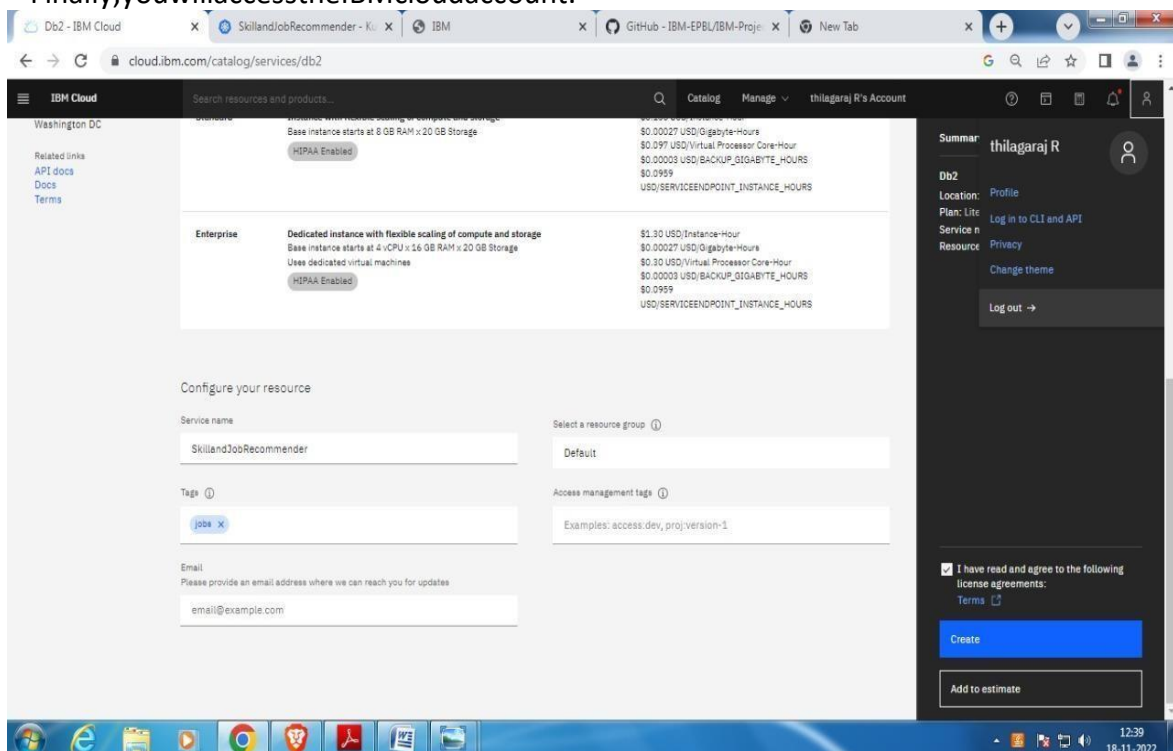 Finally,youwillaccesstheIBMcloudaccount.
Db2 - IBM Cloud
SkillandJobRecommender - Ku
IBM
GitHub - IBM-EPBL/IBM-Projec
New Tab
cloud.ibm.com/catalog/services/db2
IBM Cloud
Search resources and products...
Catalog
Manage
thilagaraj R's Account
Washington DC
Related links
API docs
Docs
Terms
Base instance starts at 8 GB RAM x 20 GB Storage
HIPAA Enabled
$0.00027 USD/Gigabyte-Hours
$0.097 USD/Virtual Processor Core-Hour
$0.00003 USD/BACKUP_GIGABYTE_HOURS
$0.0959
USD/SERVICEENDPOINT_INSTANCE_HOURS
Enterprise
Dedicated instance with flexible scaling of compute and storage
Base instance starts at 4 vCPU x 16 GB RAM x 20 GB Storage
Uses dedicated virtual machines
HIPAA Enabled
$1.30 USD/Instance-Hour
$0.00027 USD/Gigabyte-Hours
$0.30 USD/Virtual Processor Core-Hour
$0.00003 USD/BACKUP_GIGABYTE_HOURS
$0.0959
USD/SERVICEENDPOINT_INSTANCE_HOURS
Configure your resource
Service name
SkillandJobRecommender
Select a resource group
Default
Tags
jobs x
Access management tags
Examples: access:dev, proj:version-1
Email
Please provide an email address where we can reach you for updates
email@example.com
Summar
Db2
Location:
Plan: Lite
Service n
Resource
thilagaraj R
Profile
Log in to CLI and API
Privacy
Change theme
Log out →
I have read and agree to the following
license agreements:
Terms
Create
Add to estimate
12:39
18-11-2022